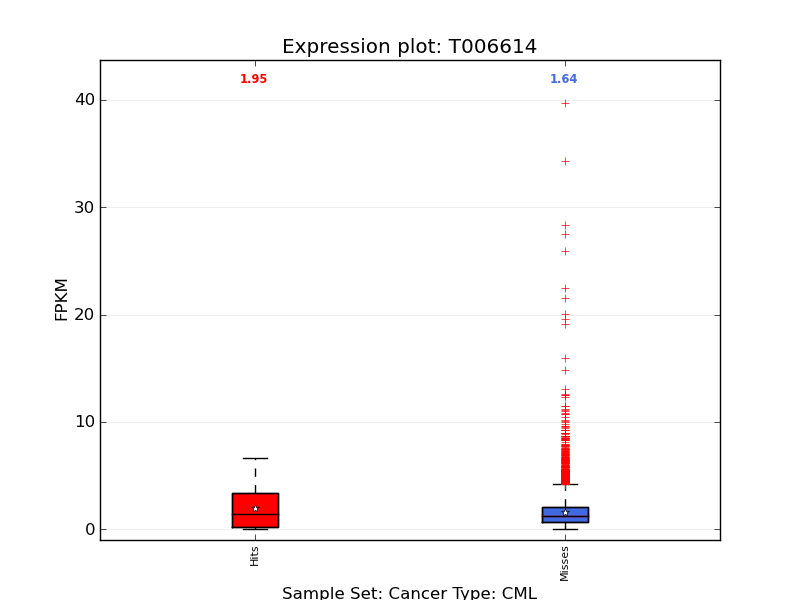 Expression plot: T006614
1.95
1.64
40
30
20
10
0
FPKM
Hits
Misses
Sample Set: Cancer Type: CML